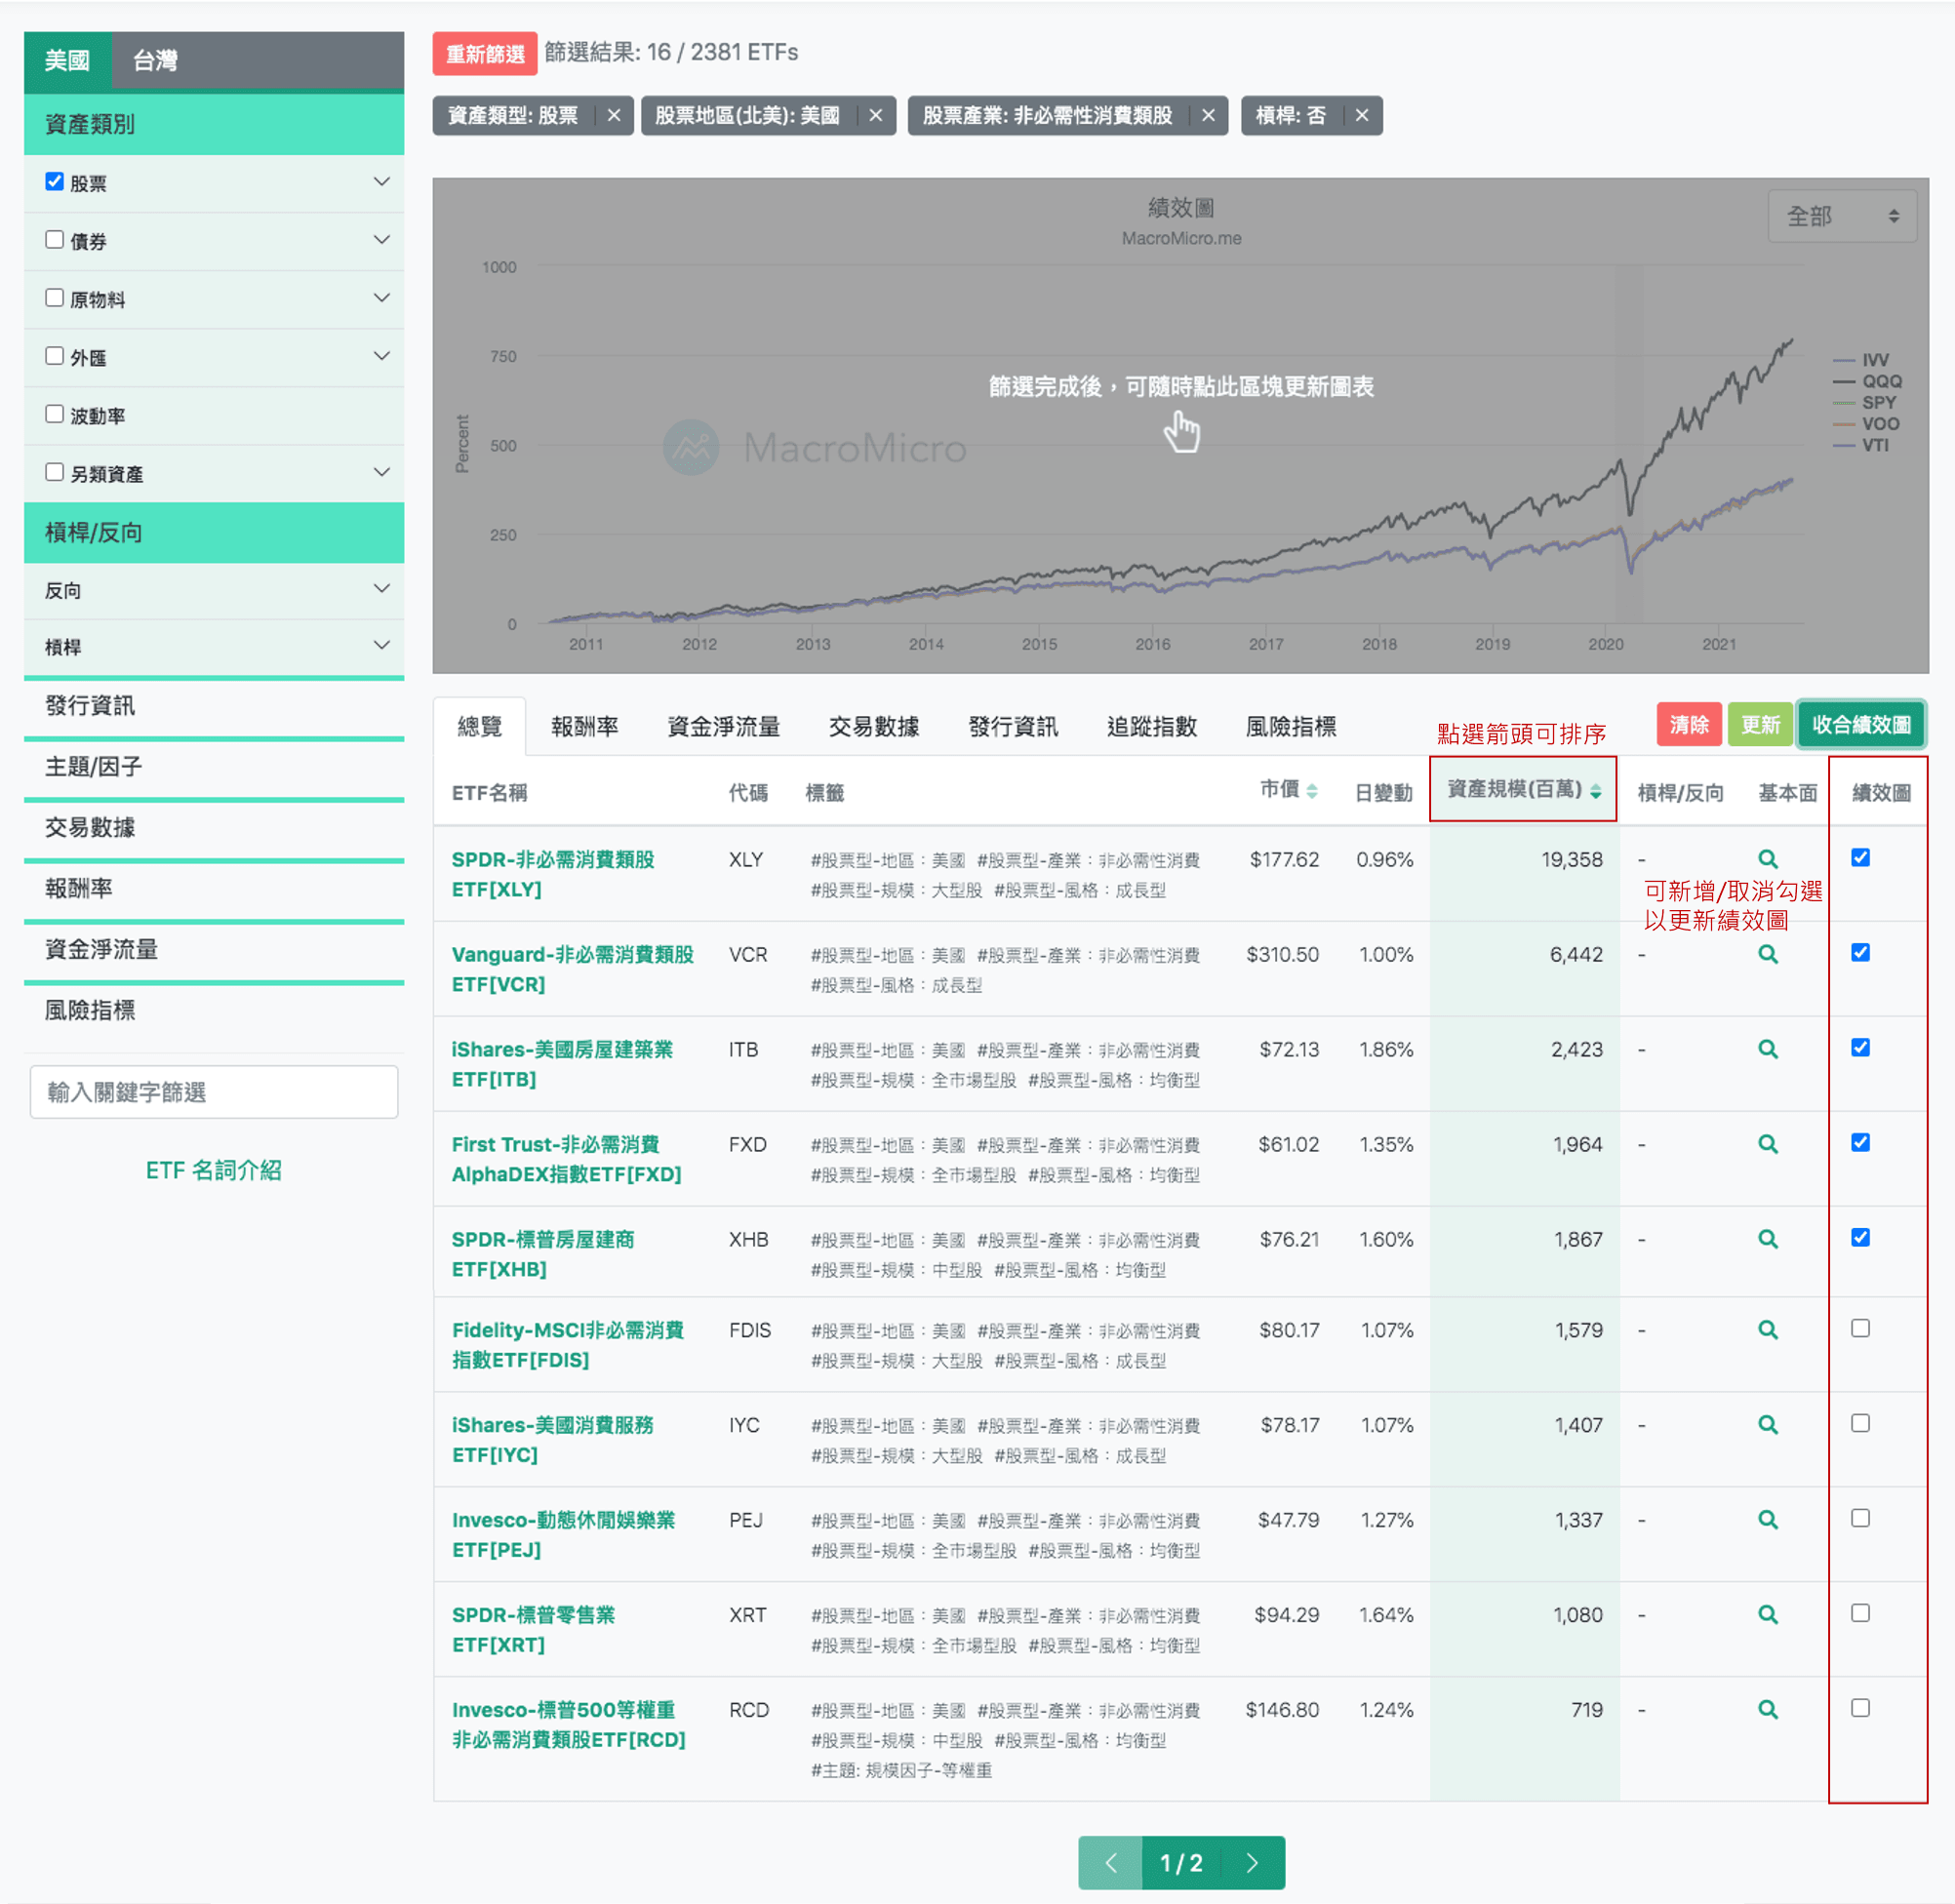 美國 台灣
資產類別
股票
債券
原物料
外匯
波動率
另類資產
槓桿/反向
反向
槓桿
發行資訊
主題/因子
交易數據
報酬率
資金淨流量
風險指標
輸入關鍵字篩選
ETF 名詞介紹
重新篩選 篩選結果: 16 / 2381 ETFs
資產類型: 股票 × 股票地區(北美): 美國 × 股票產業: 非必需性消費類股 × 槓桿: 否 ×
績效圖
MacroMicro.me
全部
1000
750
500
250
0
Percent
篩選完成後，可隨時點此區塊更新圖表
MacroMicro
IVV
QQQ
SPY
VOO
VTI
2011 2012 2013 2014 2015 2016 2017 2018 2019 2020 2021
總覽 報酬率 資金淨流量 交易數據 發行資訊 追蹤指數 風險指標
點選箭頭可排序
清除 更新 收合績效圖
ETF名稱 代碼 標籤 市價 日變動 資產規模(百萬) 槓桿/反向 基本面 績效圖
SPDR-非必需消費類股 XLY #股票型-地區：美國 #股票型-產業：非必需性消費 $177.62 0.96% 19,358 -
ETF[XLY] #股票型-規模：大型股 #股票型-風格：成長型
可新增/取消勾選
以更新績效圖
Vanguard-非必需消費類股 VCR #股票型-地區：美國 #股票型-產業：非必需性消費 $310.50 1.00% 6,442 -
ETF[VCR] #股票型-風格：成長型
iShares-美國房屋建築業 ITB #股票型-地區：美國 #股票型-產業：非必需性消費 $72.13 1.86% 2,423 -
ETF[ITB] #股票型-規模：全市場型股 #股票型-風格：均衡型
First Trust-非必需消費 FXD #股票型-地區：美國 #股票型-產業：非必需性消費 $61.02 1.35% 1,964 -
AlphaDEX指數ETF[FXD] #股票型-規模：全市場型股 #股票型-風格：均衡型
SPDR-標普房屋建商 XHB #股票型-地區：美國 #股票型-產業：非必需性消費 $76.21 1.60% 1,867 -
ETF[XHB] #股票型-規模：中型股 #股票型-風格：均衡型
Fidelity-MSCI非必需消費 FDIS #股票型-地區：美國 #股票型-產業：非必需性消費 $80.17 1.07% 1,579 -
指數ETF[FDIS] #股票型-規模：大型股 #股票型-風格：成長型
iShares-美國消費服務 IYC #股票型-地區：美國 #股票型-產業：非必需性消費 $78.17 1.07% 1,407 -
ETF[IYC] #股票型-規模：大型股 #股票型-風格：成長型
Invesco-動態休閒娛樂業 PEJ #股票型-地區：美國 #股票型-產業：非必需性消費 $47.79 1.27% 1,337 -
ETF[PEJ] #股票型-規模：全市場型股 #股票型-風格：均衡型
SPDR-標普零售業 XRT #股票型-地區：美國 #股票型-產業：非必需性消費 $94.29 1.64% 1,080 -
ETF[XRT] #股票型-規模：全市場型股 #股票型-風格：均衡型
Invesco-標普500等權重 RCD #股票型-地區：美國 #股票型-產業：非必需性消費 $146.80 1.24% 719 -
非必需消費類股ETF[RCD] #股票型-規模：中型股 #股票型-風格：均衡型
#主題: 規模因子-等權重
1 / 2